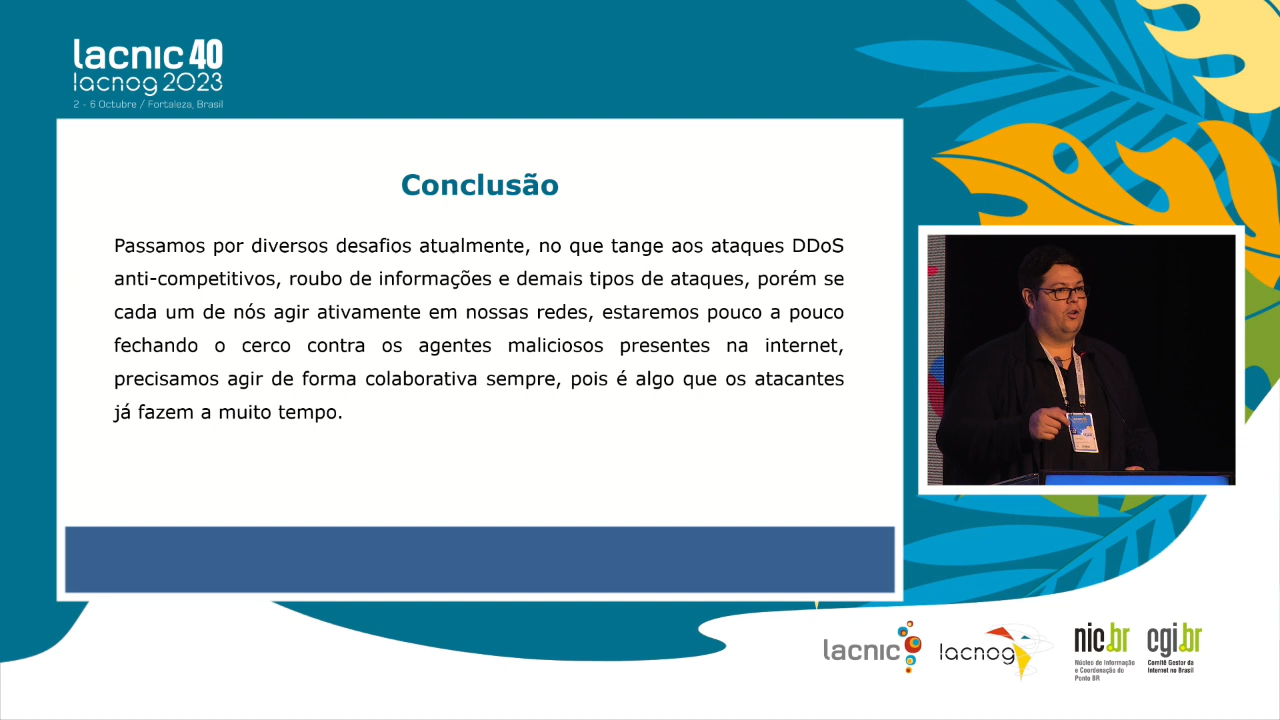 lacnic 40
lacnog 2023
2 - 6 Octubre / Fortaleza, Brasil
Conclusão
Passamos por diversos desafios atualmente, no que tange aos ataques DDoS
anti-competitivos, roubo de informações e demais tipos de ataques, porém se
cada um de nós agir ativamente em nossas redes, estaremos pouco a pouco
fechando o cerco contra os agentes maliciosos presentes na internet,
precisamos agir de forma colaborativa sempre, pois é algo que os atacantes
já fazem a muito tempo.
lacnic
lacnog
nic.br
Núcleo de Informação
e Coordenação do
Ponto BR
cgi.br
Comitê Gestor da
Internet no Brasil